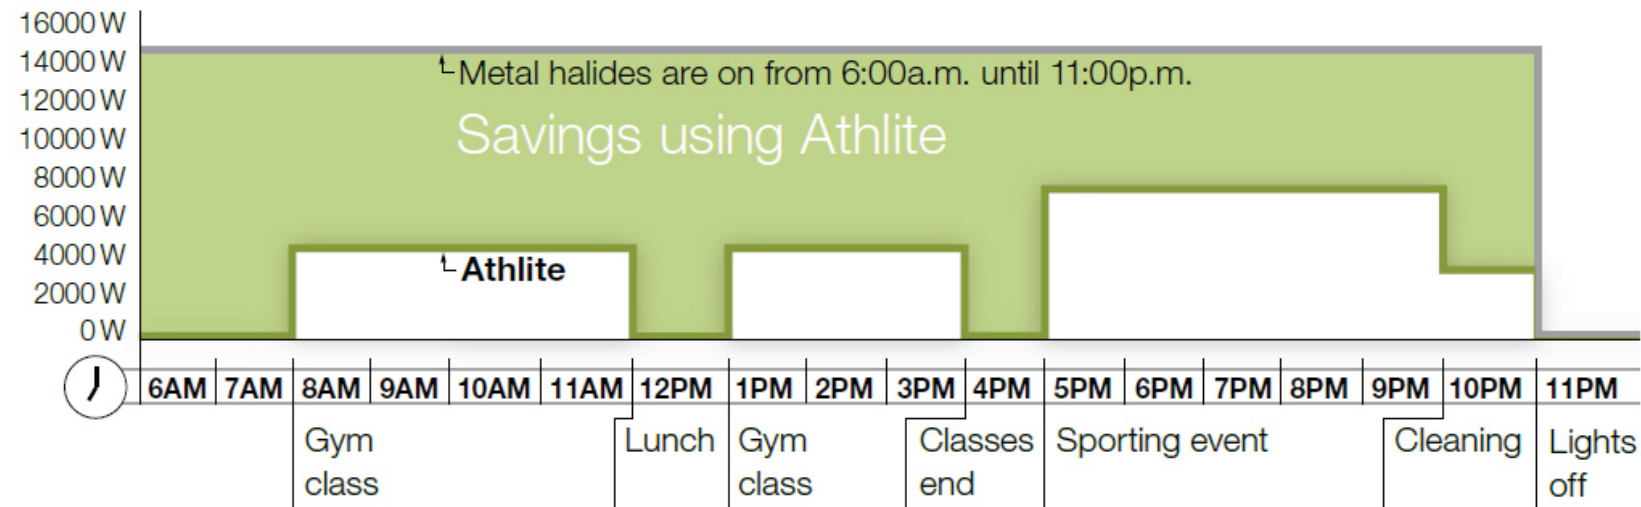 16000 W
14000 W
Metal halides are on from 6:00a.m. until 11:00p.m.
12000 W
Savings using Athlite
10000 W
8000 W
6000 W
4000 W
Athlite
2000 W
0 W
6AM 7AM 8AM 9AM 10AM 11AM 12PM 1PM 2PM 3PM 4PM 5PM 6PM 7PM 8PM 9PM 10PM 11PM
Gym class
Lunch
Gym class
Classes end
Sporting event
Cleaning
Lights off